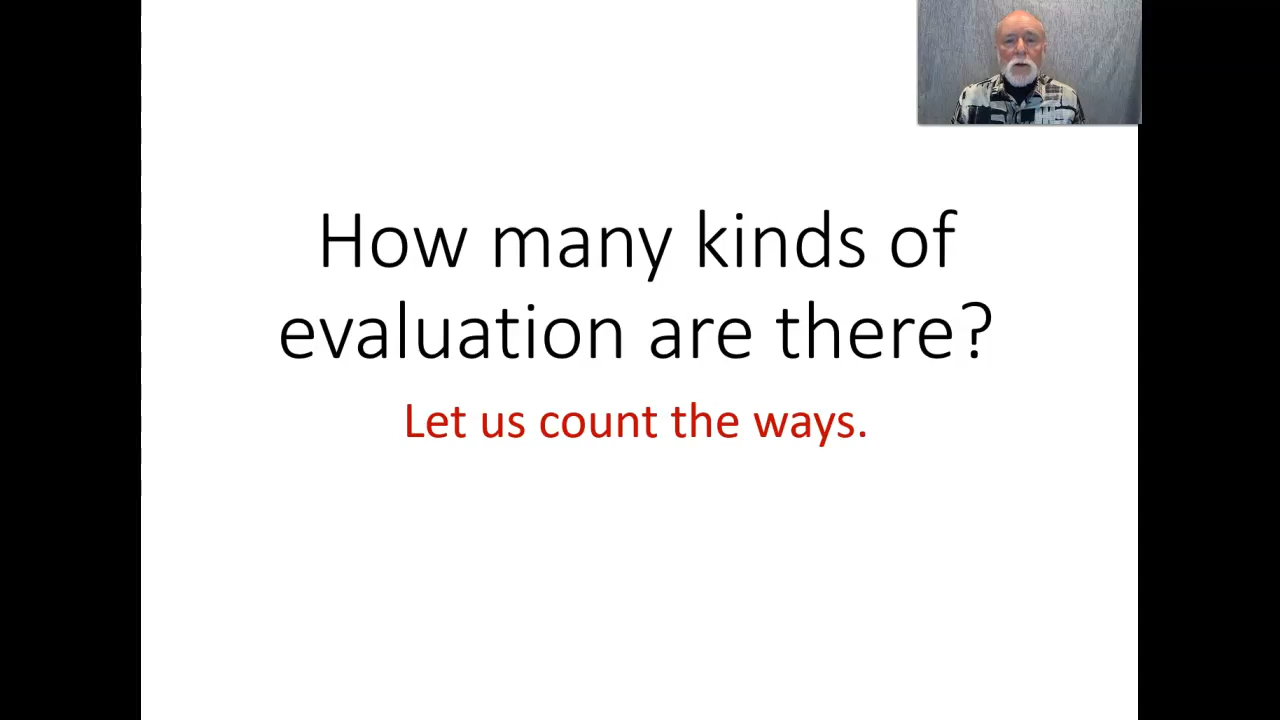 How many kinds of
evaluation are there?
Let us count the ways.